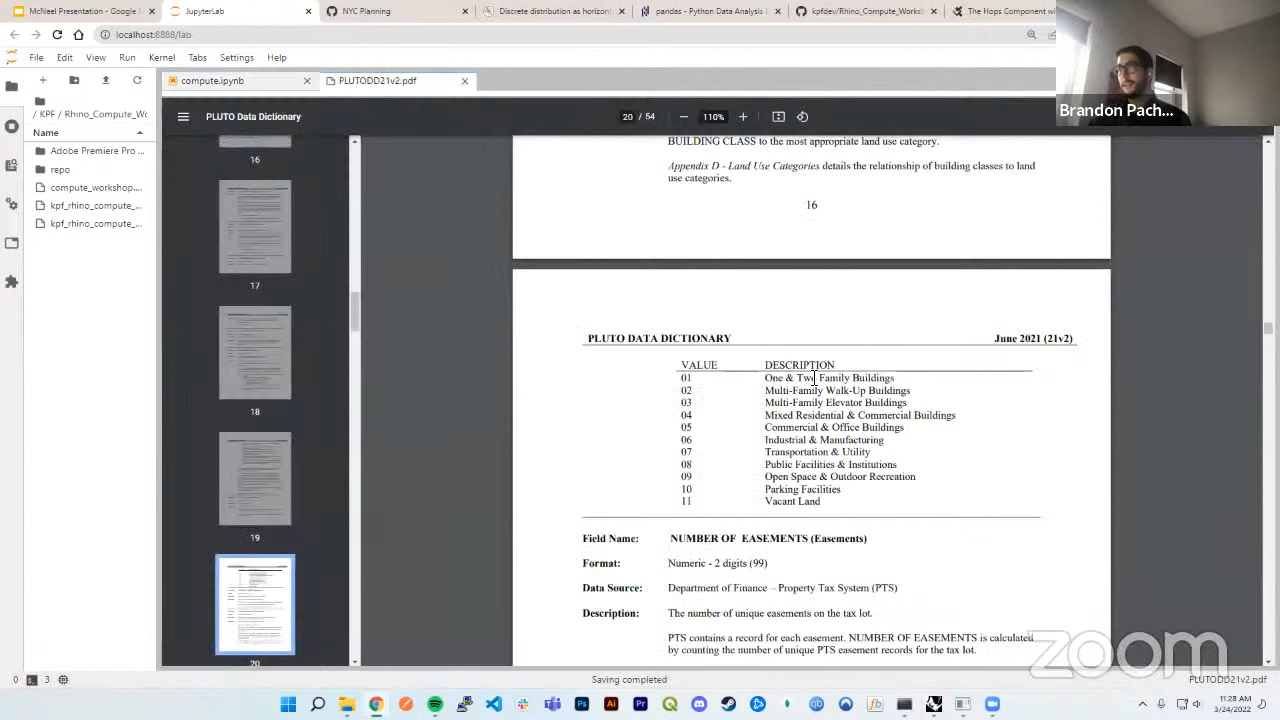 McNeel Discourse Group - Goog
JupyterLab
NYC Planning
Discrete distribution as horizon
pandas - Python Data Analysis L
kpfdev/Rhino_Compute_Works
The Hops Component w
localhost:8888/lab
File Edit View Run Kernel Tabs Settings Help
compute.ipynb
PLUTODD21v2.pdf
/ KPF / Rhino_Compute_Wo
Name
Adobe Premiere Pro ...
repo
compute_workshop....
kpf_rhino_compute_...
kpf_rhino_compute_...
PLUTO Data Dictionary
20 / 54
110%
16
17
18
19
20
BUILDING CLASS to the most appropriate land use category.
Appendix D - Land Use Categories details the relationship of building classes to land
use categories.
16
PLUTO DATA DICTIONARY June 2021 (21v2)
VALUE DESCRIPTION
01 One & Two Family Buildings
02 Multi-Family Walk-Up Buildings
03 Multi-Family Elevator Buildings
04 Mixed Residential & Commercial Buildings
05 Commercial & Office Buildings
06 Industrial & Manufacturing
07 Transportation & Utility
08 Public Facilities & Institutions
09 Open Space & Outdoor Recreation
10 Parking Facilities
11 Vacant Land
Field Name: NUMBER OF EASEMENTS (Easements)
Format: Numeric - 2 digits (99)
Data Source: Department of Finance - Property Tax System (PTS)
Description: The number of unique easements on the tax lot.
PTS contains a record for each easement. NUMBER OF EASEMENTS is calculated
by counting the number of unique PTS easement records for the tax lot.
Brandon Pach...
zoom
0 3
Saving completed
PLUTODD21v2.pdf
11:28 AM
3/24/2022